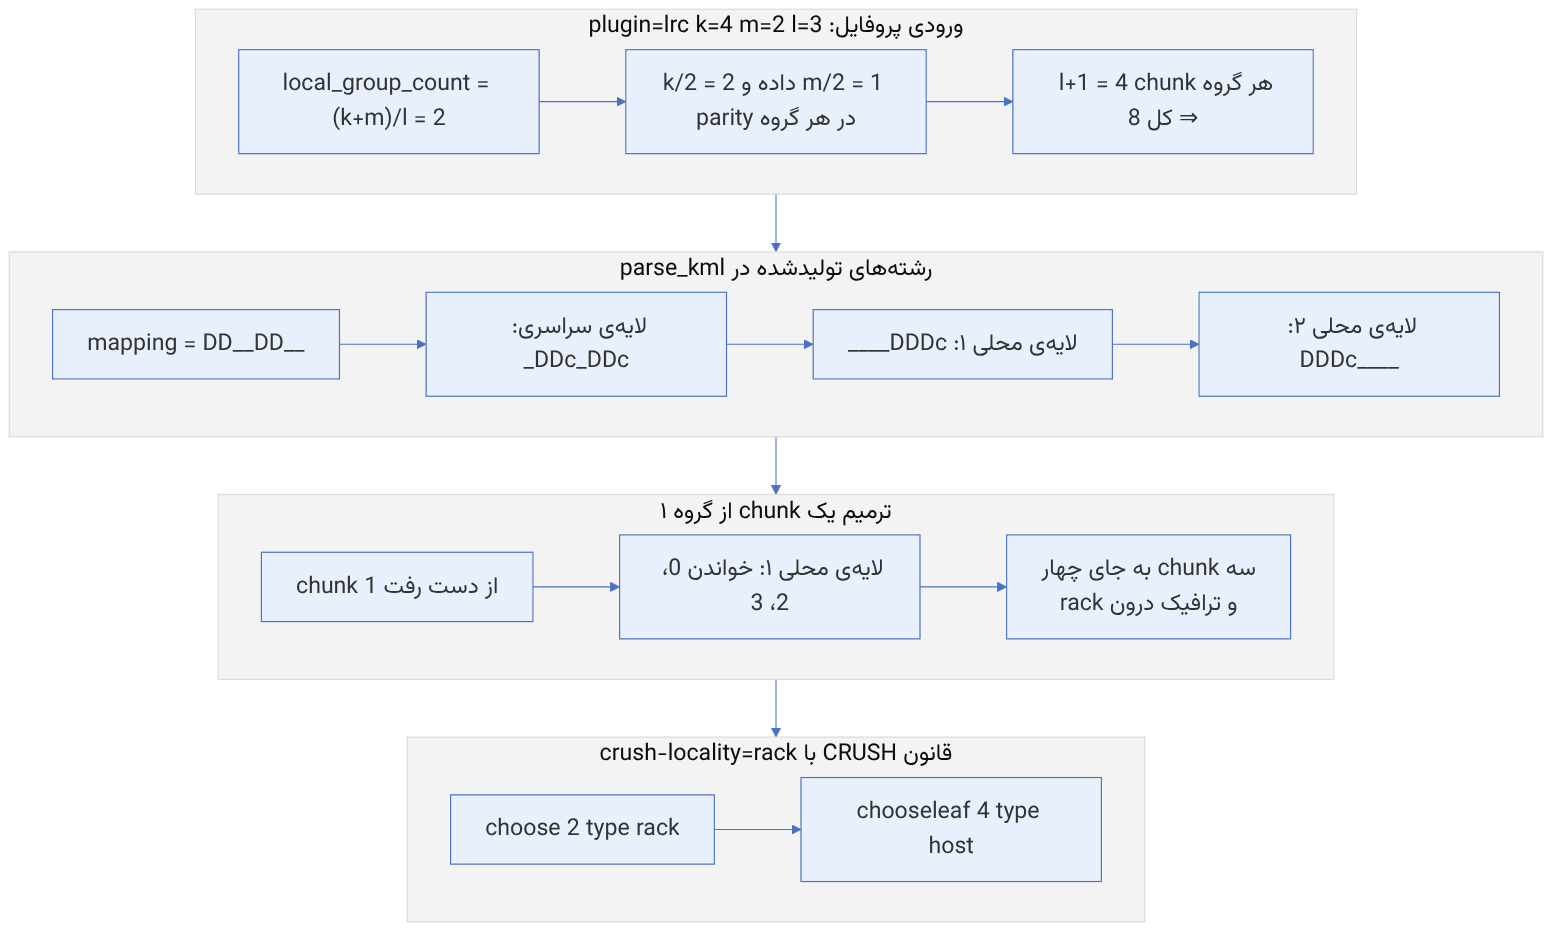 ورودی پروفایل: plugin=lrc k=4 m=2 l=3
local_group_count =
(k+m)/l = 2
k/2 = 2 داده و m/2 = 1
parity در هر گروه
هر گروه l+1 = 4 chunk
⇒ کل 8
رشته‌های تولیدشده در parse_kml
mapping = DD__DD__
لایه‌ی سراسری:
DDc_DDc_
لایه‌ی محلی ۱: DDDc____
لایه‌ی محلی ۲:
____DDDc
ترمیم یک chunk از گروه ۱
chunk 1 از دست رفت
لایه‌ی محلی ۱: خواندن 0،
2، 3
سه chunk به جای چهار
و ترافیک درون rack
قانون CRUSH با crush-locality=rack
choose 2 type rack
chooseleaf 4 type
host